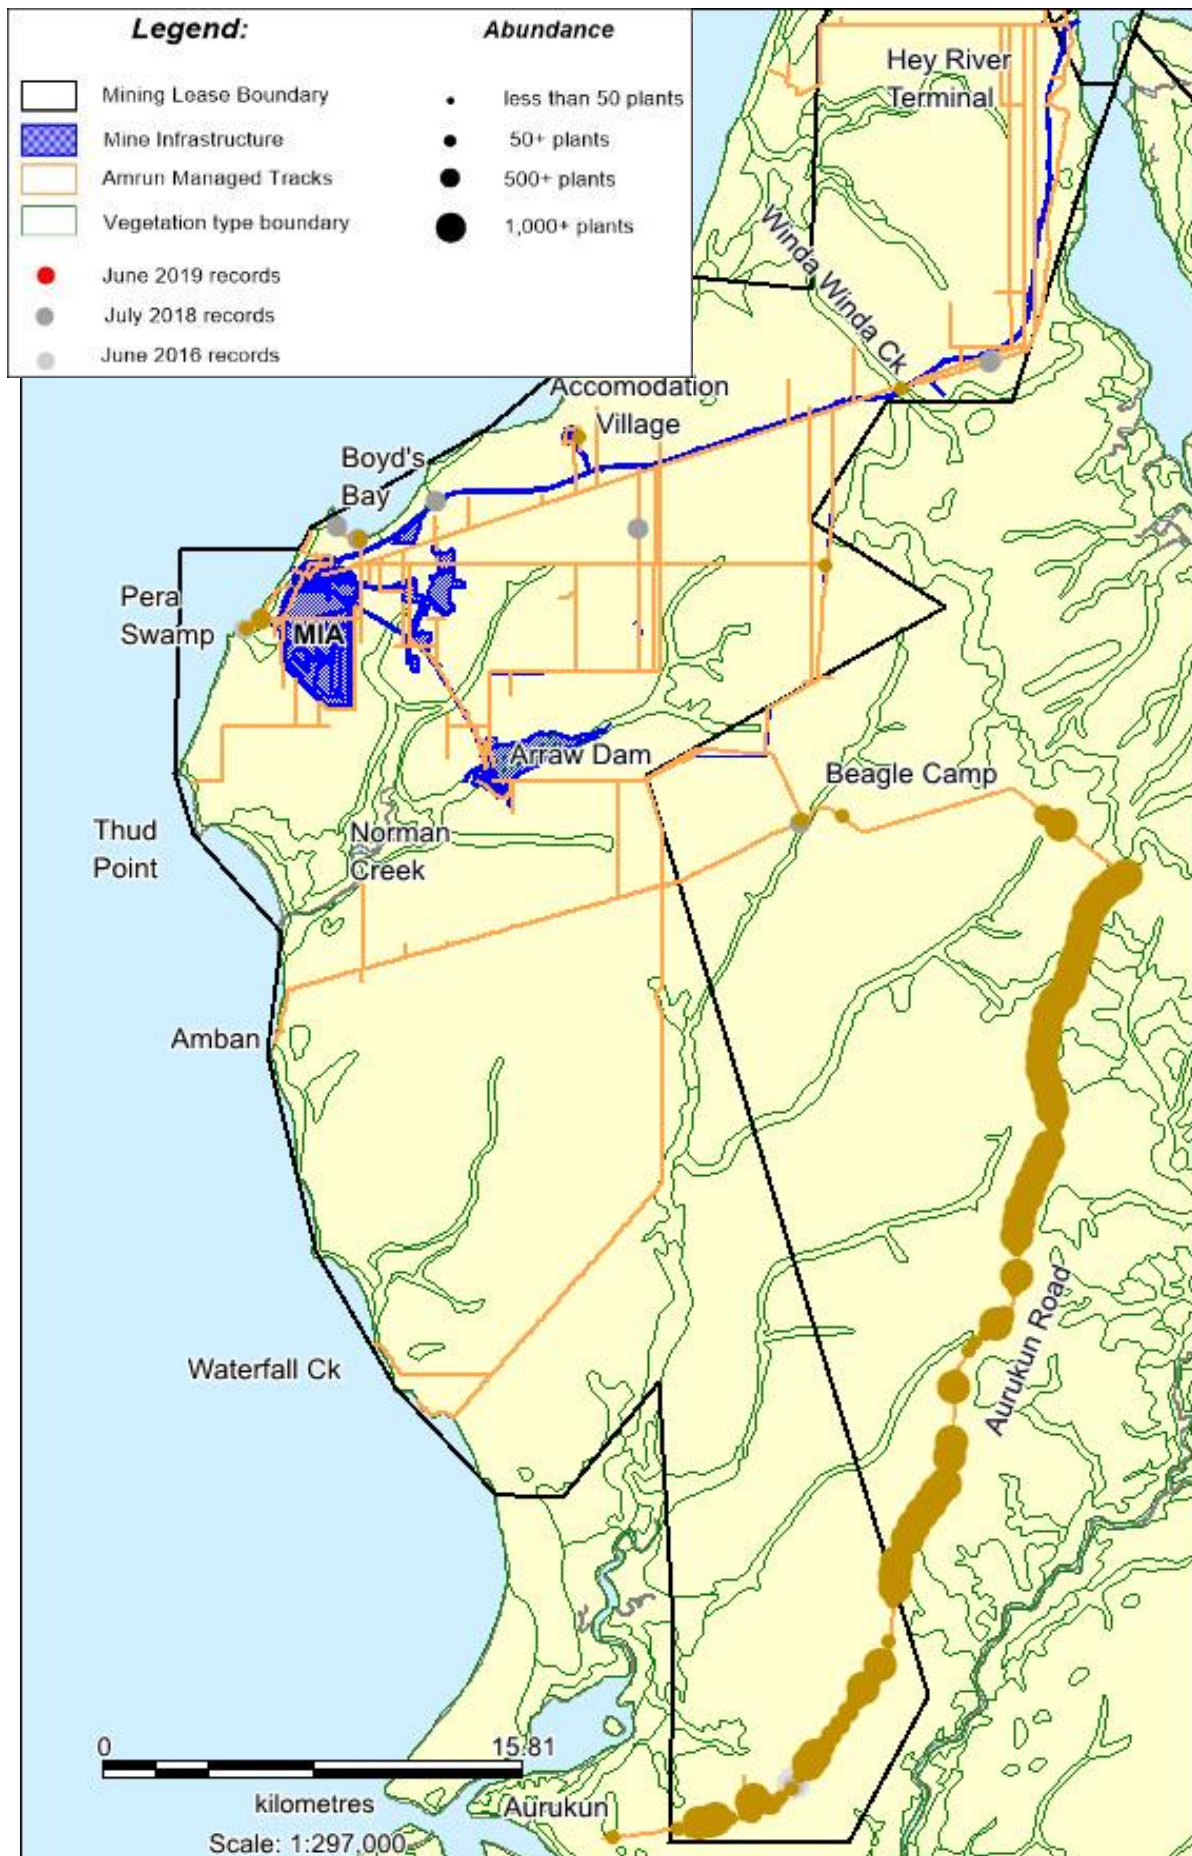 Legend:
Abundance
Mining Lease Boundary
less than 50 plants
Mine Infrastructure
50+ plants
Amrun Managed Tracks
500+ plants
Vegetation type boundary
1,000+ plants
June 2019 records
July 2018 records
June 2016 records
Hey River
Terminal
Winda Winda Ck
Accomodation
Village
Boyd's
Bay
Pera
Swamp
MIA
Arraw Dam
Beagle Camp
Thud
Point
Norman
Creek
Amban
Aurukun Road
Waterfall Ck
0
15.81
kilometres
Scale: 1:297,000
Aurukun